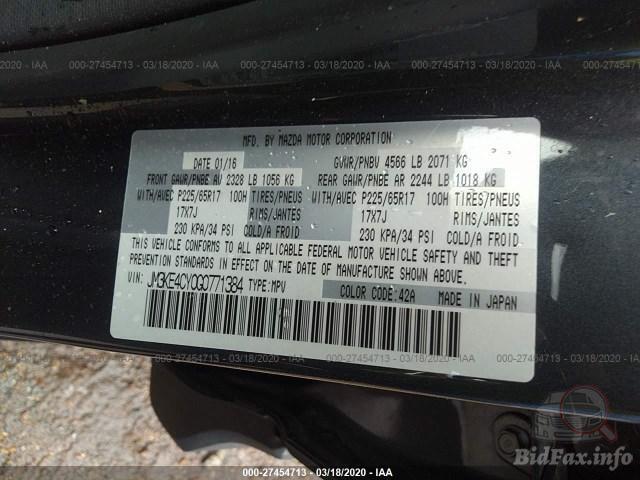 000-27454713 - 03/18/2020 - IAA 000-27454713 - 03/18/2020 - IAA
MFD. BY MAZDA MOTOR CORPORATION
DATE 01/16 GVWR/PNBV 4566 LB 2071 KG
FRONT GAWR/PNBE AV 2328 LB 1056 KG REAR GAWR/PNBE AR 2244 LB 1018 KG
WITH/AVEC P225/65R17 100H TIRES/PNEUS WITH/AVEC P225/65R17 100H TIRES/PNEUS
17X7J RIMS/JANTES 17X7J RIMS/JANTES
230 KPA/34 PSI COLD/A FROID 230 KPA/34 PSI COLD/A FROID
THIS VEHICLE CONFORMS TO ALL APPLICABLE FEDERAL MOTOR VEHICLE SAFETY AND THEFT
PREVENTION STANDARDS IN EFFECT ON THE DATE OF MANUFACTURE SHOWN ABOVE.
VIN: JM3KE4CY0G0771384 TYPE:MPV COLOR CODE:42A MADE IN JAPAN
000-27454713 - 03/18/2020 - IAA 000-27454713 - 03/18/2020 - IAA
000-27454713 - 03/18/2020 - IAA
BidFax.info